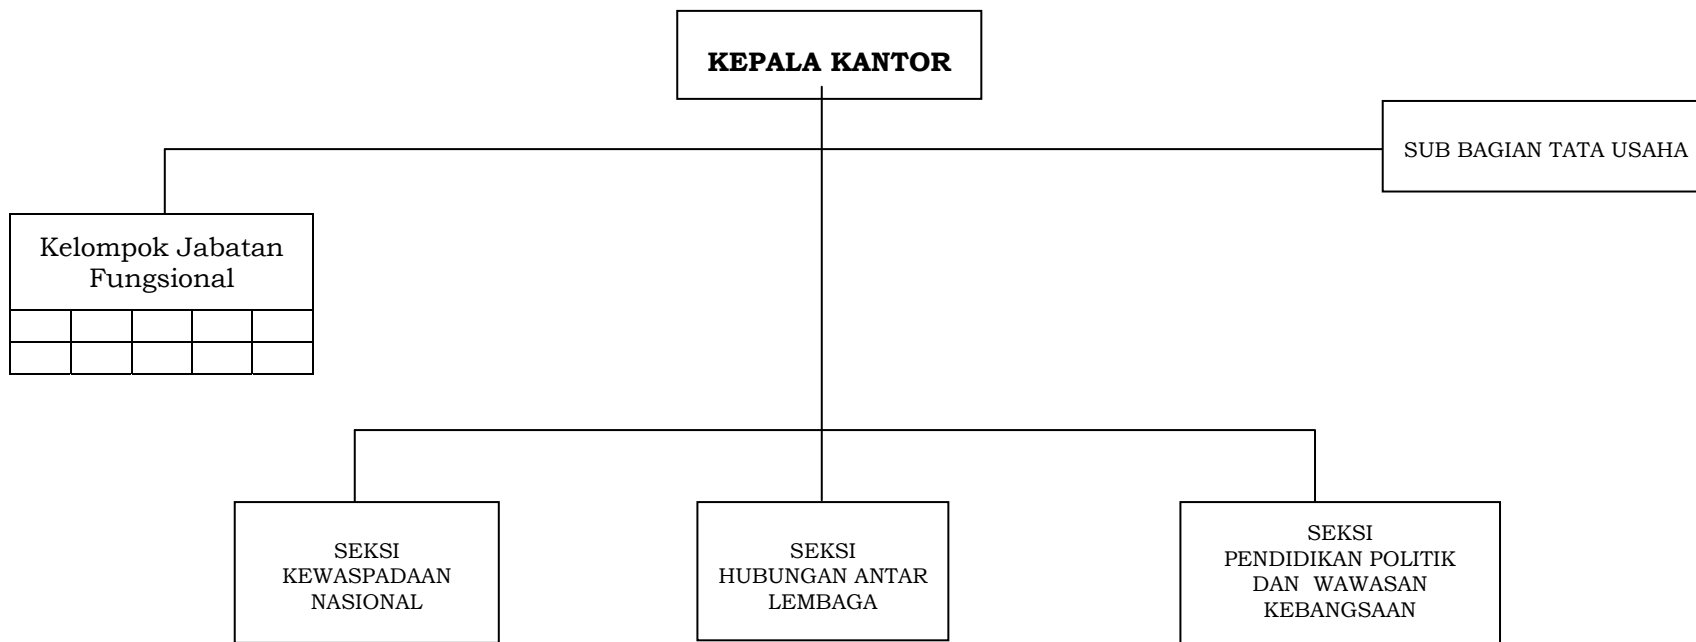 KEPALA KANTOR
SUB BAGIAN TATA USAHA
Kelompok Jabatan
Fungsional
SEKSI
KEWASPADAAN
NASIONAL
SEKSI
HUBUNGAN ANTAR
LEMBAGA
SEKSI
PENDIDIKAN POLITIK
DAN WAWASAN
KEBANGSAAN